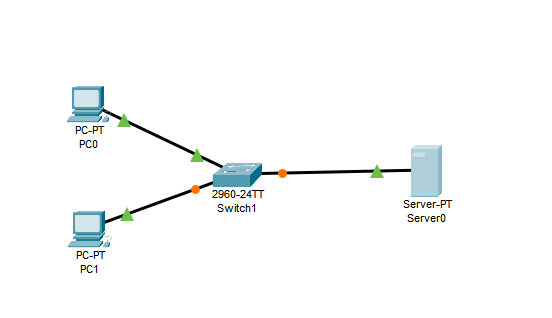 PC-PT
PC0
2960-24TT
Switch1
Server-PT
Server0
PC-PT
PC1